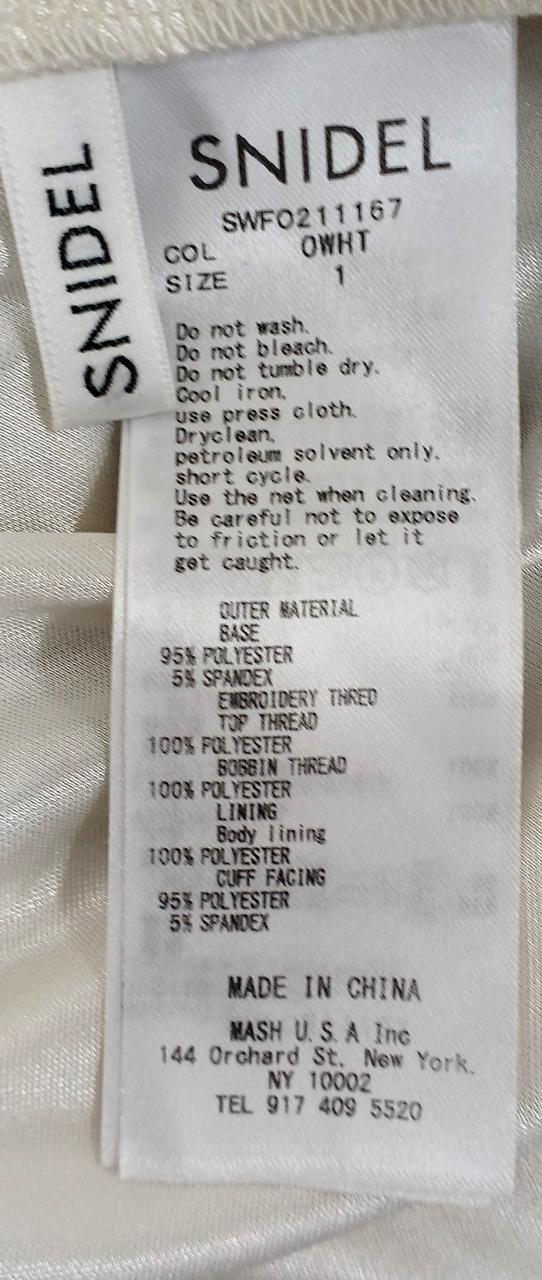 SNIDEL
SNIDEL
SWFO211167
COL OWHT
SIZE 1
Do not wash.
Do not bleach.
Do not tumble dry.
Cool iron.
use press cloth.
Dryclean.
petroleum solvent only.
short cycle.
Use the net when cleaning.
Be careful not to expose
to friction or let it
get caught.
OUTER MATERIAL
BASE
95% POLYESTER
5% SPANDEX
EMBROIDERY THRED
TOP THREAD
100% POLYESTER
BOBBIN THREAD
100% POLYESTER
LINING
Body lining
100% POLYESTER
CUFF FACING
95% POLYESTER
5% SPANDEX
MADE IN CHINA
MASH U.S.A Inc
144 Orchard St. New York.
NY 10002
TEL 917 409 5520